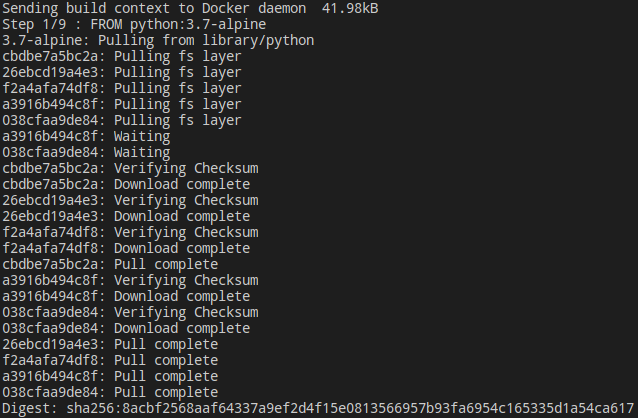 Sending build context to Docker daemon  41.98kB
Step 1/9 : FROM python:3.7-alpine
3.7-alpine: Pulling from library/python
cbdbe7a5bc2a: Pulling fs layer
26ebcd19a4e3: Pulling fs layer
f2a4afa74df8: Pulling fs layer
a3916b494c8f: Pulling fs layer
038cfaa9de84: Pulling fs layer
a3916b494c8f: Waiting
038cfaa9de84: Waiting
cbdbe7a5bc2a: Verifying Checksum
cbdbe7a5bc2a: Download complete
26ebcd19a4e3: Verifying Checksum
26ebcd19a4e3: Download complete
f2a4afa74df8: Verifying Checksum
f2a4afa74df8: Download complete
cbdbe7a5bc2a: Pull complete
a3916b494c8f: Verifying Checksum
a3916b494c8f: Download complete
038cfaa9de84: Verifying Checksum
038cfaa9de84: Download complete
26ebcd19a4e3: Pull complete
f2a4afa74df8: Pull complete
a3916b494c8f: Pull complete
038cfaa9de84: Pull complete
Digest: sha256:8acbf2568aaf64337a9ef2d4f15e0813566957b93fa6954c165335d1a54ca617